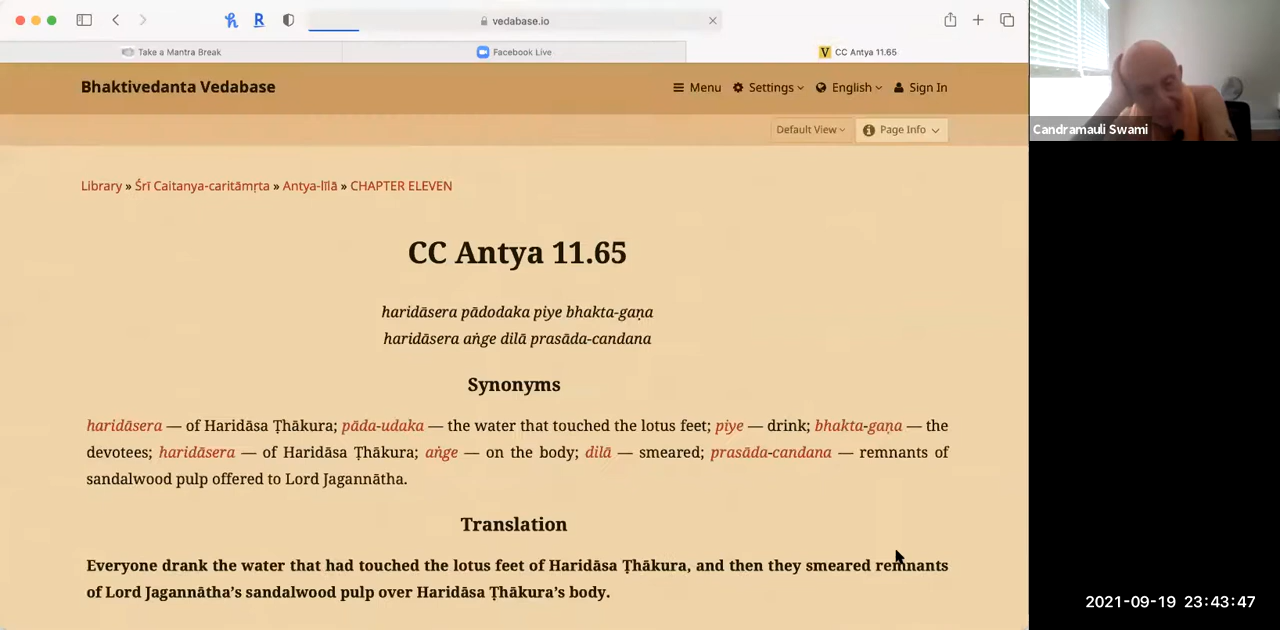 vedabase.io
Take a Mantra Break
Facebook Live
CC Antya 11.65
Bhaktivedanta Vedabase
Menu Settings English Sign In
Default View Page Info
Library » Śrī Caitanya-caritāmṛta » Antya-līlā » CHAPTER ELEVEN
CC Antya 11.65
haridāsera pādodaka piye bhakta-gaṇa
haridāsera aṅge dilā prasāda-candana
Synonyms
haridāsera — of Haridāsa Ṭhākura; pāda-udaka — the water that touched the lotus feet; piye — drink; bhakta-gaṇa — the
devotees; haridāsera — of Haridāsa Ṭhākura; aṅge — on the body; dilā — smeared; prasāda-candana — remnants of
sandalwood pulp offered to Lord Jagannātha.
Translation
Everyone drank the water that had touched the lotus feet of Haridāsa Ṭhākura, and then they smeared remnants
of Lord Jagannātha’s sandalwood pulp over Haridāsa Ṭhākura’s body.
Candramauli Swami
2021-09-19 23:43:47